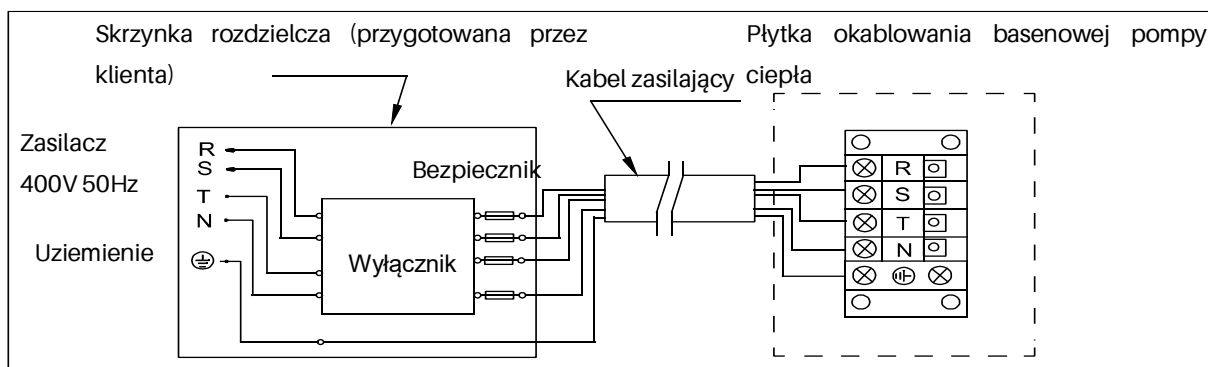 Skrzynka rozdzielcza (przygotowana przez
klienta)
Płytka okablowania basenowej pompy
ciepła
Kabel zasilający
Zasilacz
400V 50Hz
Uziemienie
R
S
T
N
Bezpiecznik
Wyłącznik
R
S
T
N